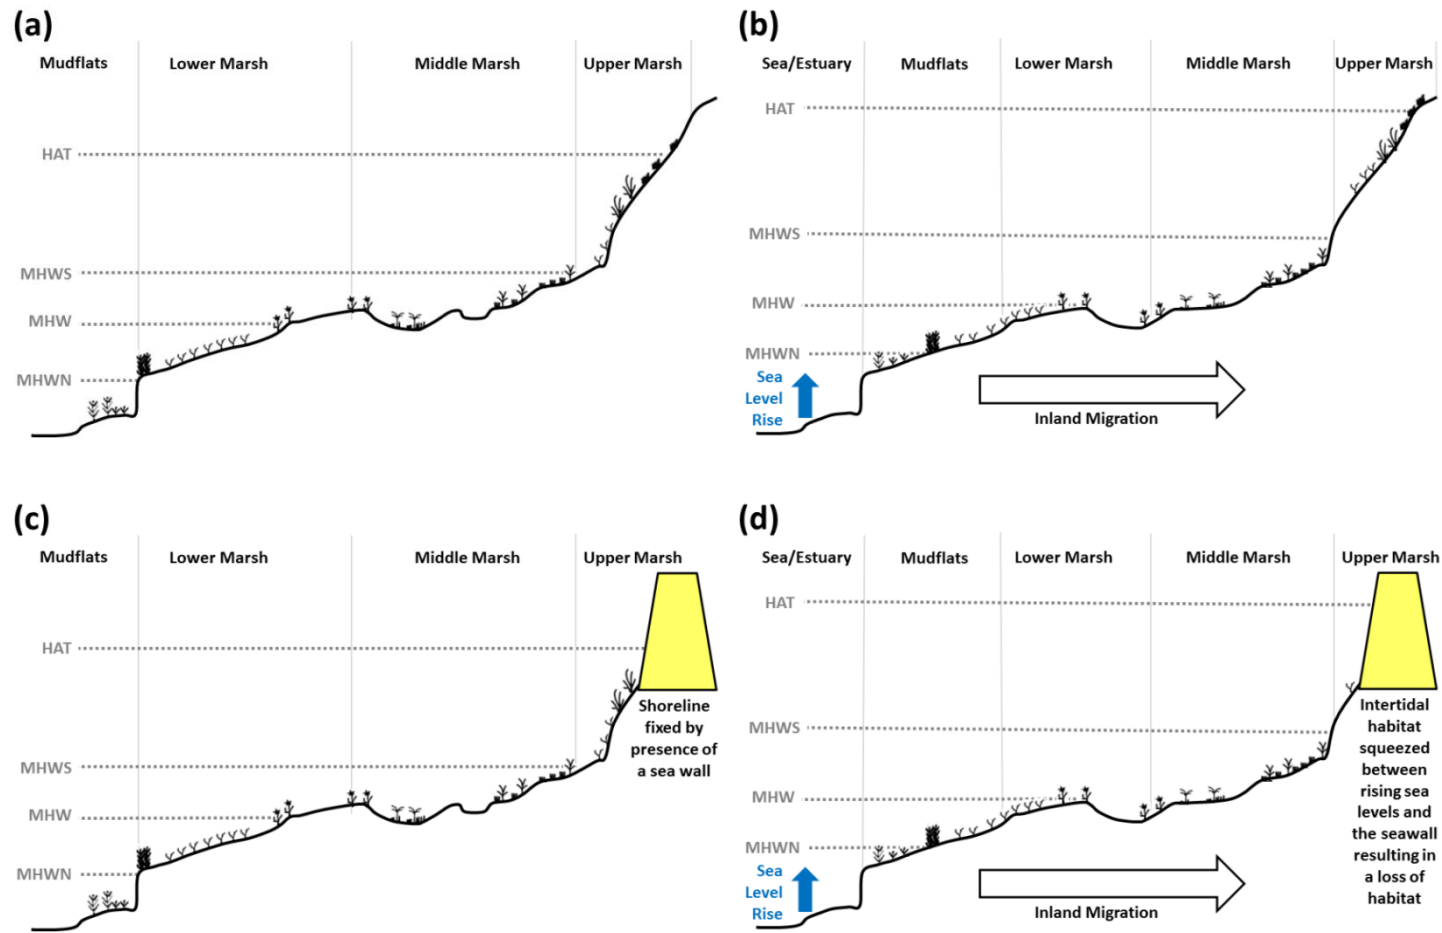 (a)
Mudflats
Lower Marsh
Middle Marsh
Upper Marsh
HAT
MHWS
MHW
MHWN
(b)
Sea/Estuary
Mudflats
Lower Marsh
Middle Marsh
Upper Marsh
HAT
MHWS
MHW
MHWN
Sea
Level
Rise
Inland Migration
(c)
Mudflats
Lower Marsh
Middle Marsh
Upper Marsh
HAT
MHWS
MHW
MHWN
Shoreline
fixed by
presence of
a sea wall
(d)
Sea/Estuary
Mudflats
Lower Marsh
Middle Marsh
Upper Marsh
HAT
MHWS
MHW
MHWN
Sea
Level
Rise
Inland Migration
Intertidal
habitat
squeezed
between
rising sea
levels and
the seawall
resulting in
a loss of
habitat